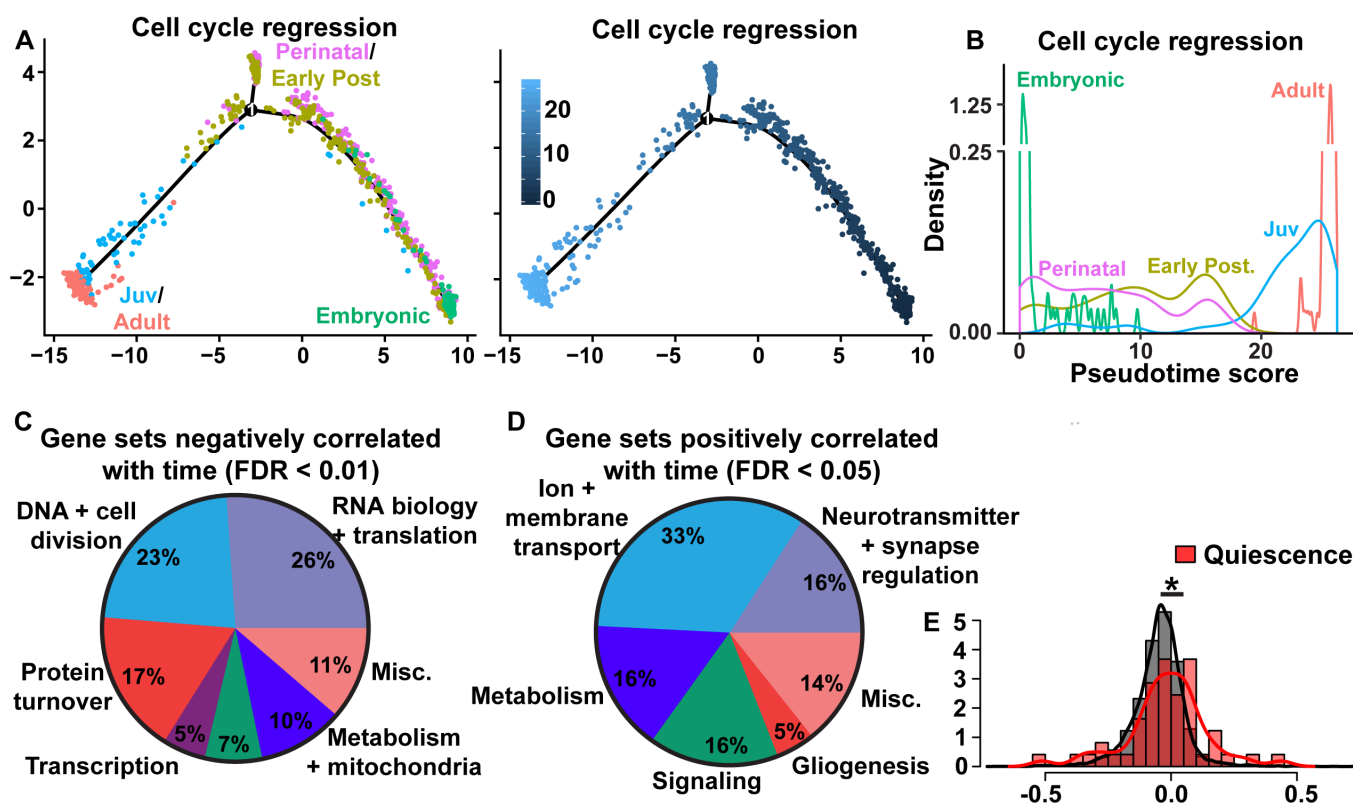 A
Cell cycle regression
Perinatal/
Early Post
4
2
0
−2
Juv/
Adult
Embryonic
−15
−10
−5
0
5
10
Cell cycle regression
20
10
0
−15
−10
−5
0
5
10
B
Cell cycle regression
Embryonic
Adult
1.25
0.25
Density
Juv
Perinatal
Early Post.
0.00
0
10
20
Pseudotime score
C
Gene sets negatively correlated
with time (FDR < 0.01)
DNA + cell
division
RNA biology
+ translation
23%
26%
Protein
turnover
17%
11%
Misc.
5%
7%
10%
Transcription
Metabolism
+ mitochondria
D
Gene sets positively correlated
with time (FDR < 0.05)
Ion +
membrane
transport
Neurotransmitter
+ synapse
regulation
33%
16%
Metabolism
16%
14%
Misc.
16%
5%
Signaling
Gliogenesis
E
Quiescence
*
5
4
3
2
1
0
-0.5
0.0
0.5